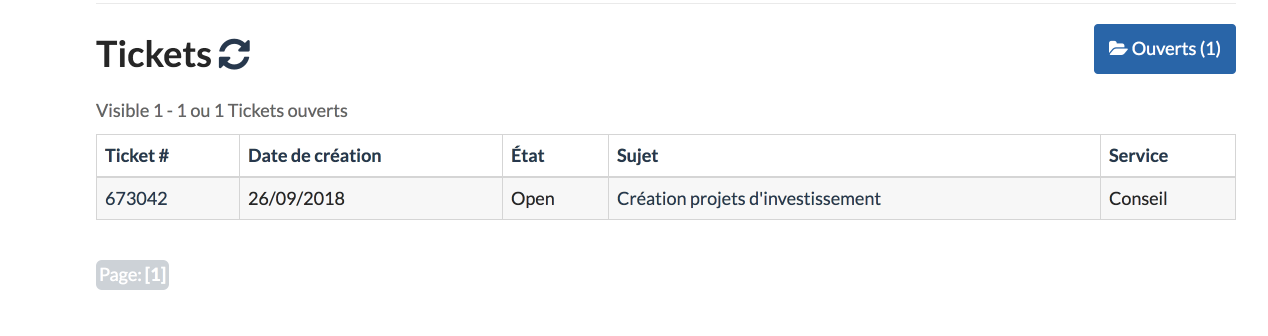 Tickets
Ouverts (1)
Visible 1 - 1 ou 1 Tickets ouverts
Ticket # Date de création État Sujet Service
673042 26/09/2018 Open Création projets d'investissement Conseil
Page: [1]